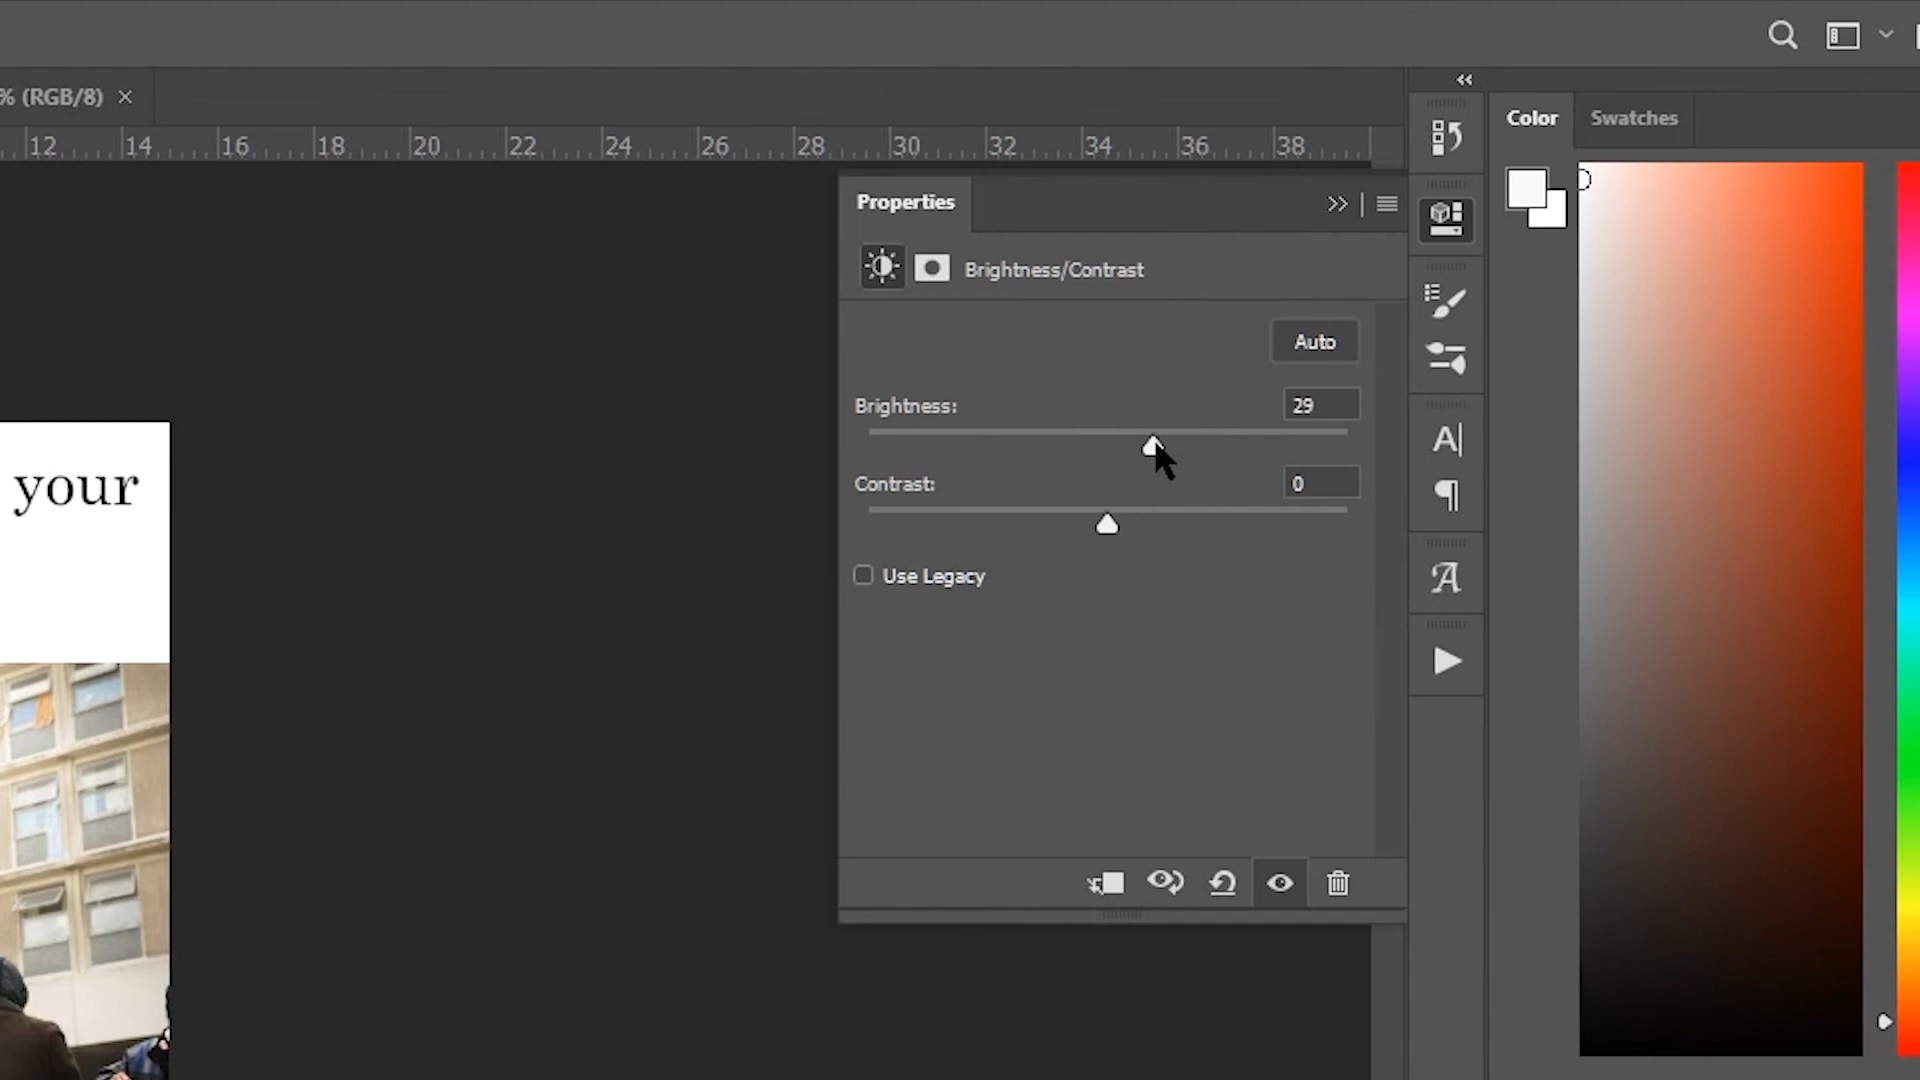 % (RGB/8) ×
12 14 16 18 20 22 24 26 28 30 32 34 36 38
Color Swatches
Properties
Brightness/Contrast
Auto
Brightness: 29
Contrast: 0
Use Legacy
your